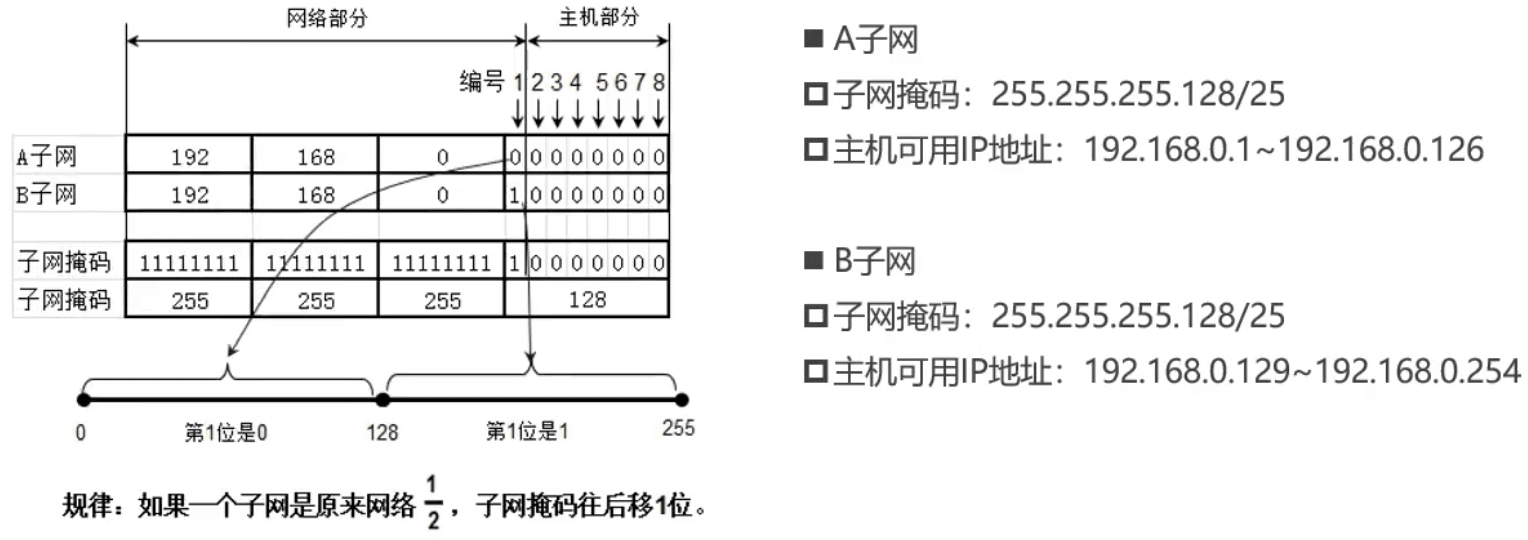 网络部分 主机部分
编号 1 2 3 4 5 6 7 8
A子网 192 168 0 0 0 0 0 0 0 0 0
B子网 192 168 0 1 0 0 0 0 0 0 0
子网掩码 11111111 11111111 11111111 1 0 0 0 0 0 0 0
子网掩码 255 255 255 128
0 第1位是0 128 第1位是1 255
规律：如果一个子网是原来网络 1/2 ，子网掩码往后移1位。
A子网
子网掩码：255.255.255.128/25
主机可用IP地址：192.168.0.1~192.168.0.126
B子网
子网掩码：255.255.255.128/25
主机可用IP地址：192.168.0.129~192.168.0.254